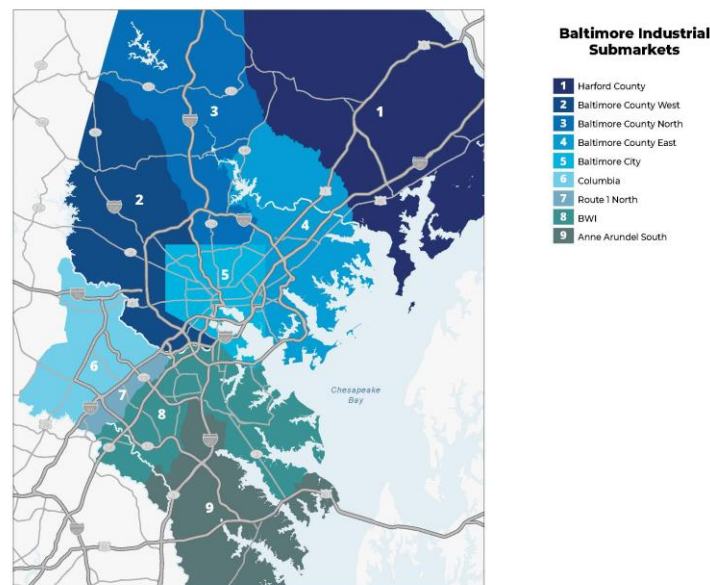 Baltimore Industrial
Submarkets
1 Harford County
2 Baltimore County West
3 Baltimore County North
4 Baltimore County East
5 Baltimore City
6 Columbia
7 Route 1 North
8 BWI
9 Anne Arundel South
3
1
2
4
5
6
7
8
9
Chesapeake
Bay